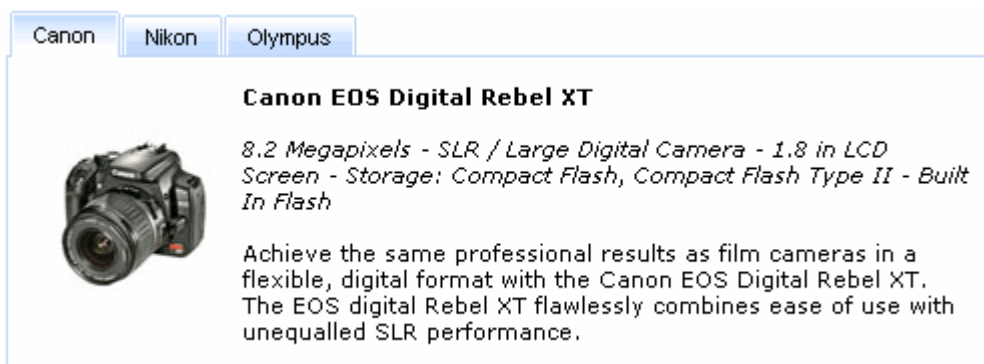 Canon Nikon Olympus
Canon EOS Digital Rebel XT
8.2 Megapixels - SLR / Large Digital Camera - 1.8 in LCD
Screen - Storage: Compact Flash, Compact Flash Type II - Built
In Flash
Achieve the same professional results as film cameras in a
flexible, digital format with the Canon EOS Digital Rebel XT.
The EOS digital Rebel XT flawlessly combines ease of use with
unequalled SLR performance.